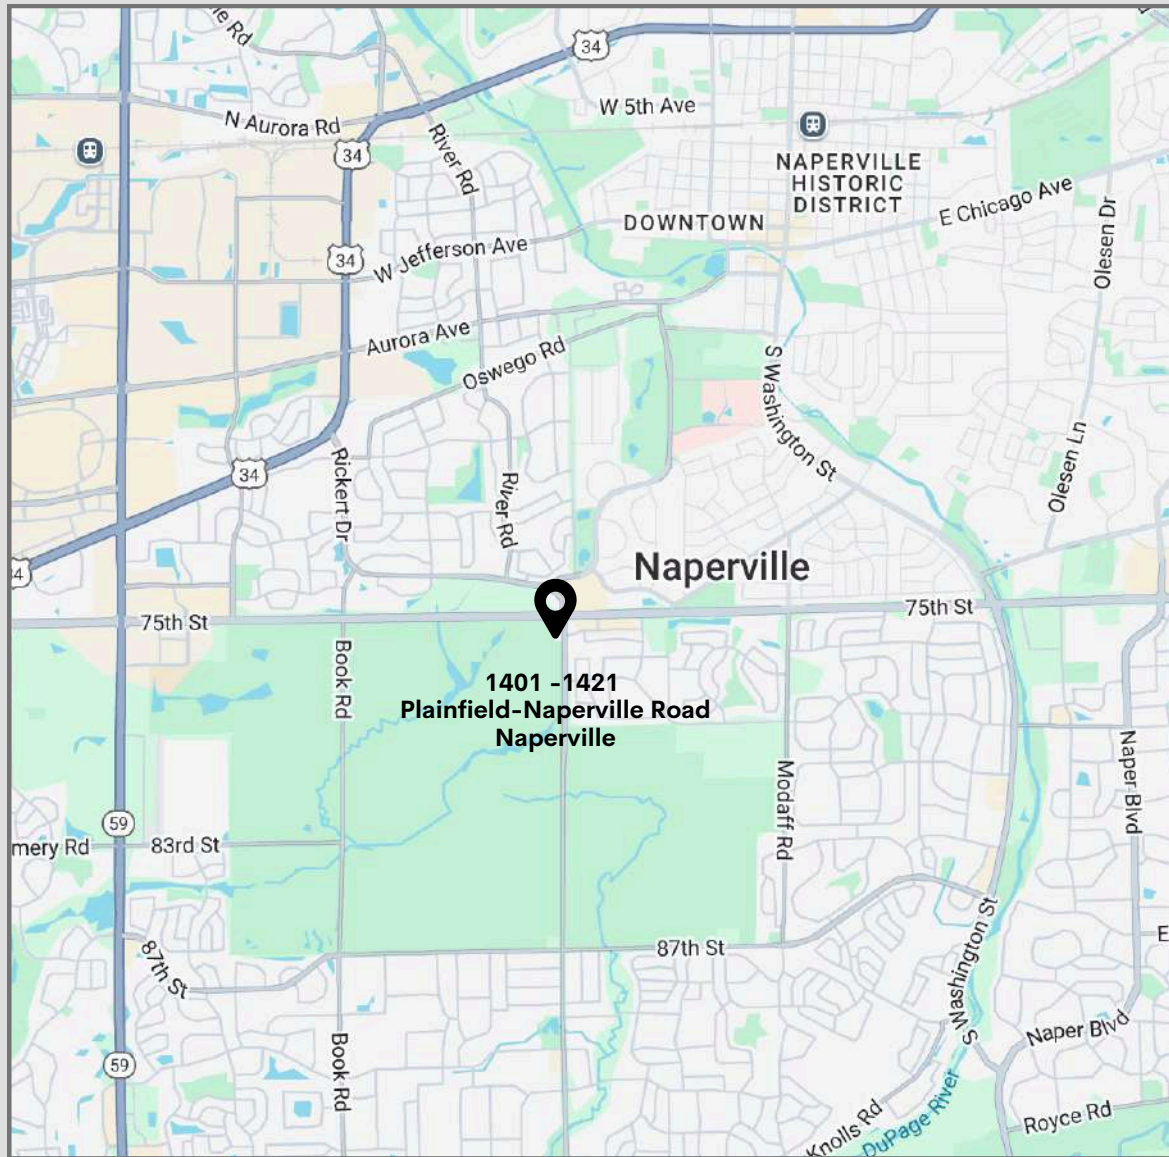 le Rd
34
W 5th Ave
N Aurora Rd
34
River Rd
NAPERVILLE
HISTORIC
DISTRICT
E Chicago Ave
DOWNTOWN
Olesen Dr
34
W Jefferson Ave
Aurora Ave
Oswego Rd
S Washington St
34
Rickert Dr
River Rd
Olesen Ln
34
Naperville
75th St
75th St
Book Rd
1401 -1421
Plainfield-Naperville Road
Naperville
Modaff Rd
Naper Blvd
59
mery Rd
83rd St
87th St
87th St
S Washington St
E
Naper Blvd
59
Book Rd
Knolls Rd
DuPage River
Royce Rd